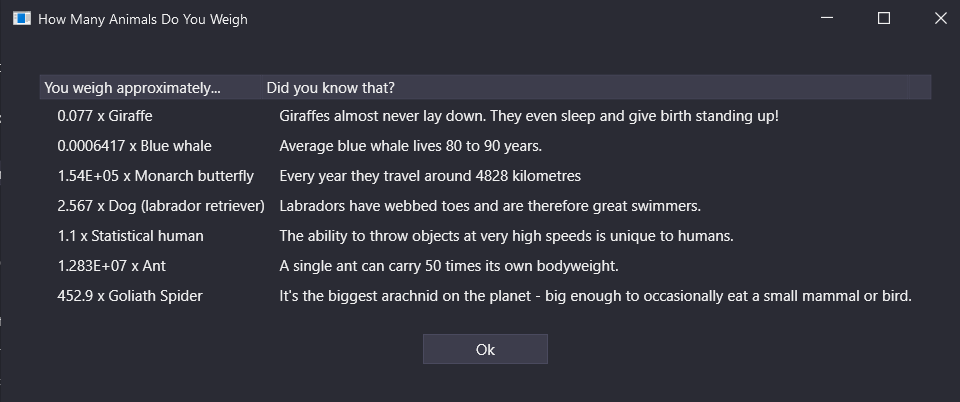 How Many Animals Do You Weigh
You weigh approximately... Did you know that?
0.077 x Giraffe Giraffes almost never lay down. They even sleep and give birth standing up!
0.0006417 x Blue whale Average blue whale lives 80 to 90 years.
1.54E+05 x Monarch butterfly Every year they travel around 4828 kilometres
2.567 x Dog (labrador retriever) Labradors have webbed toes and are therefore great swimmers.
1.1 x Statistical human The ability to throw objects at very high speeds is unique to humans.
1.283E+07 x Ant A single ant can carry 50 times its own bodyweight.
452.9 x Goliath Spider It's the biggest arachnid on the planet - big enough to occasionally eat a small mammal or bird.
Ok